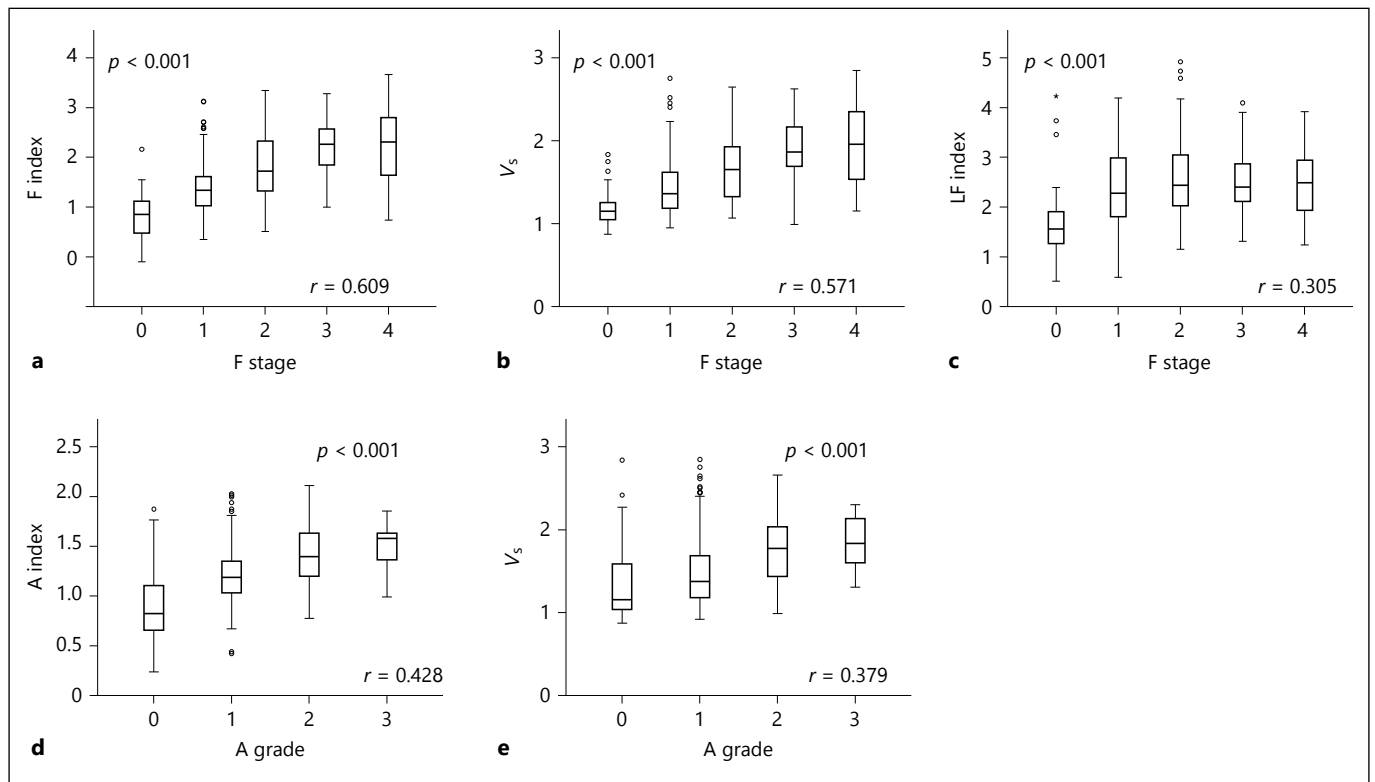 4
3
2
1
0
F index
p < 0.001
r = 0.609
0 1 2 3 4
F stage
a
3
2
1
0
Vs
p < 0.001
r = 0.571
0 1 2 3 4
F stage
b
5
4
3
2
1
0
LF index
p < 0.001
r = 0.305
0 1 2 3 4
F stage
c
2.5
2.0
1.5
1.0
0.5
0
A index
p < 0.001
r = 0.428
0 1 2 3
A grade
d
3
2
1
0
Vs
p < 0.001
r = 0.379
0 1 2 3
A grade
e